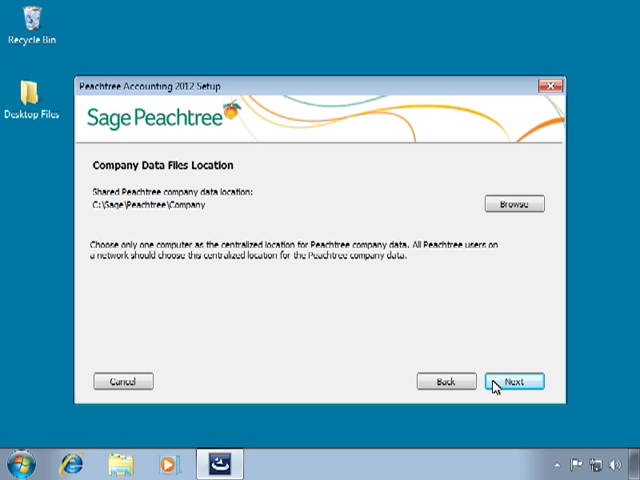 Recycle Bin
Desktop Files
Peachtree Accounting 2012 Setup
Sage Peachtree
Company Data Files Location
Shared Peachtree company data location:
C:\Sage\Peachtree\Company
Browse
Choose only one computer as the centralized location for Peachtree company data. All Peachtree users on
a network should choose this centralized location for the Peachtree company data.
Cancel
Back
Next